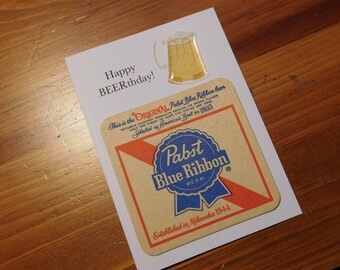 Happy
BEERthday!
This is the ORIGINAL Pabst Blue Ribbon beer
Selected as America's Best in 1893
Pabst
Blue Ribbon
BEER
®
Established in Milwaukee 1844